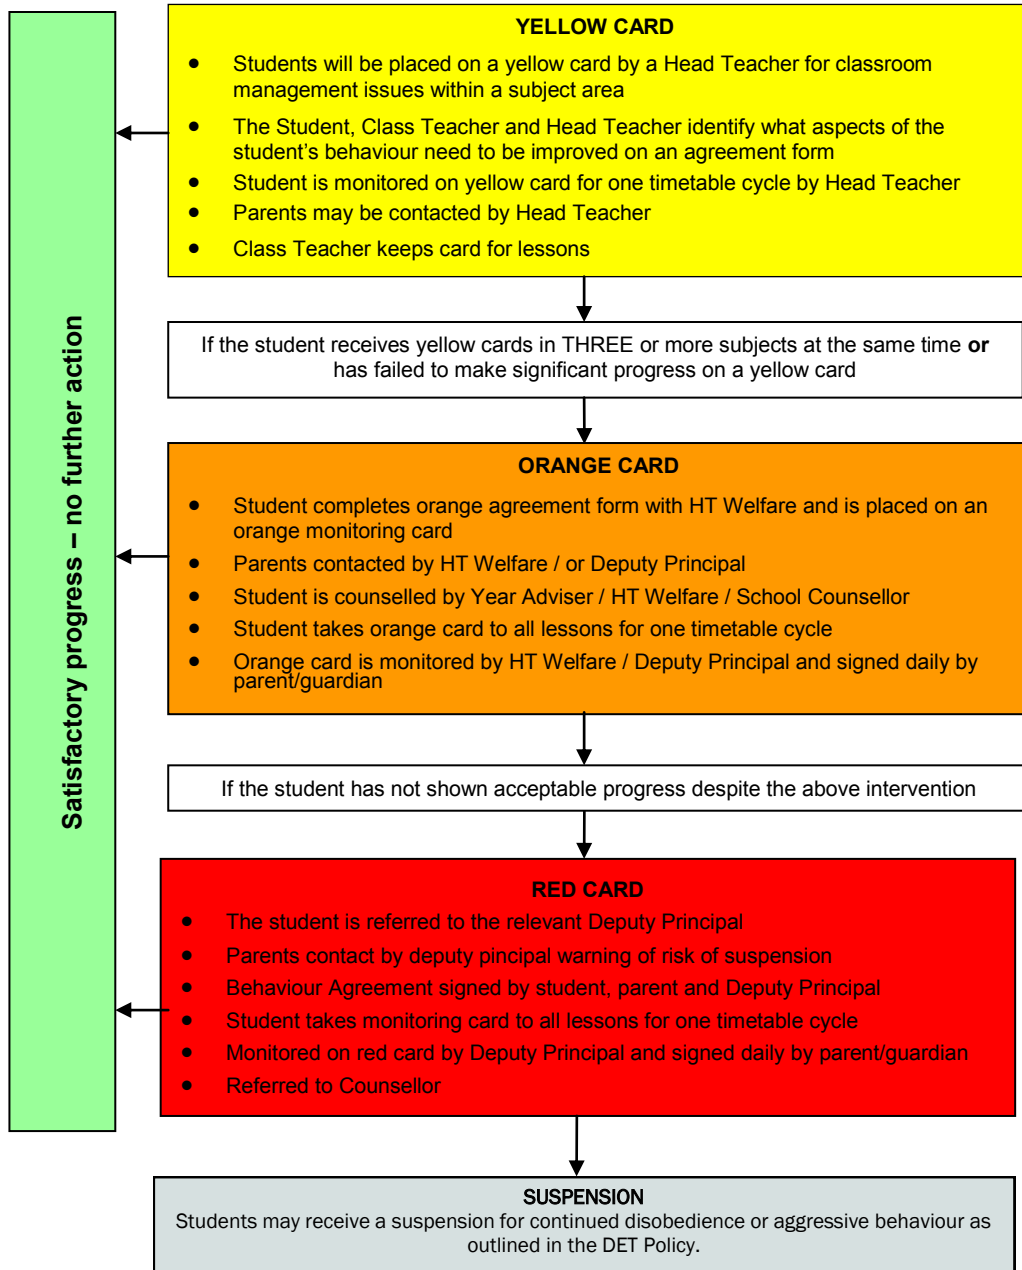 YELLOW CARD
• Students will be placed on a yellow card by a Head Teacher for classroom
management issues within a subject area
• The Student, Class Teacher and Head Teacher identify what aspects of the
student's behaviour need to be improved on an agreement form
• Student is monitored on yellow card for one timetable cycle by Head Teacher
• Parents may be contacted by Head Teacher
• Class Teacher keeps card for lessons
If the student receives yellow cards in THREE or more subjects at the same time or
has failed to make significant progress on a yellow card
Satisfactory progress – no further action
ORANGE CARD
• Student completes orange agreement form with HT Welfare and is placed on an
orange monitoring card
• Parents contacted by HT Welfare / or Deputy Principal
• Student is counselled by Year Adviser / HT Welfare / School Counsellor
• Student takes orange card to all lessons for one timetable cycle
• Orange card is monitored by HT Welfare / Deputy Principal and signed daily by
parent/guardian
If the student has not shown acceptable progress despite the above intervention
RED CARD
• The student is referred to the relevant Deputy Principal
• Parents contact by deputy pincipal warning of risk of suspension
• Behaviour Agreement signed by student, parent and Deputy Principal
• Student takes monitoring card to all lessons for one timetable cycle
• Monitored on red card by Deputy Principal and signed daily by parent/guardian
• Referred to Counsellor
SUSPENSION
Students may receive a suspension for continued disobedience or aggressive behaviour as
outlined in the DET Policy.